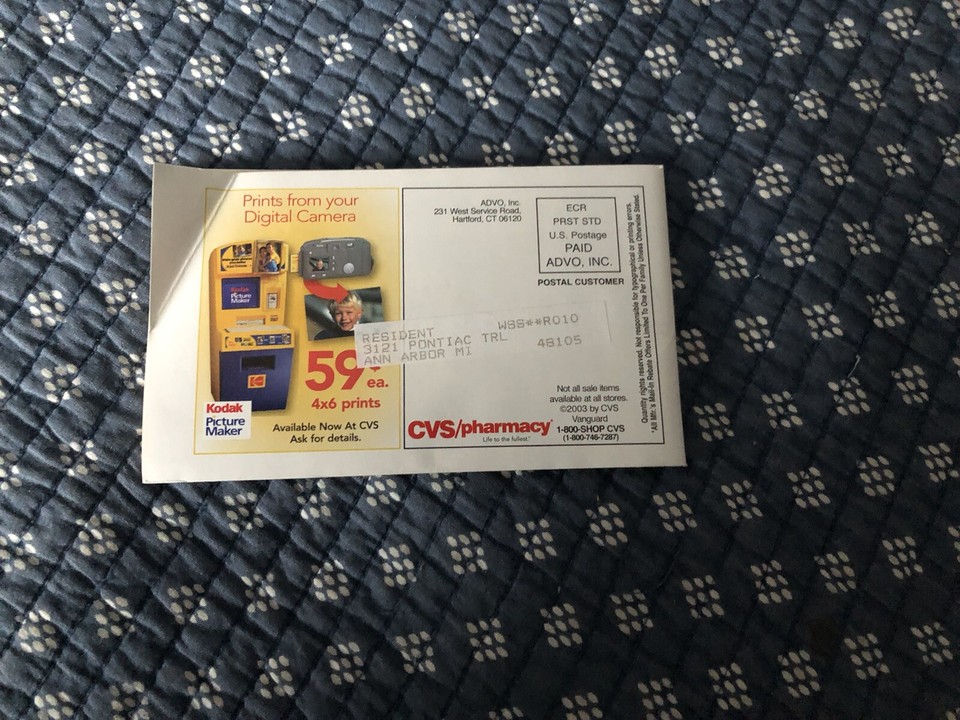 Prints from your
Digital Camera
Kodak
Picture
Maker
59¢
ea.
4x6 prints
Kodak
Picture
Maker
Available Now At CVS
Ask for details.
ADVO, Inc.
231 West Service Road,
Hartford, CT 06120
ECR
PRST STD
U.S. Postage
PAID
ADVO, INC.
POSTAL CUSTOMER
RESIDENT WSS**R010
3121 PONTIAC TRL 48105
ANN ARBOR MI
Not all sale items
available at all stores.
©2003 by CVS
Vanguard
1-800-SHOP CVS
(1-800-746-7287)
CVS/pharmacy
Life to the fullest.
Quantity rights reserved. Not responsible for typographical or printing errors.
*All Mfr.'s Mail-In Rebate Offers Limited To One Per Family Unless Otherwise Stated.